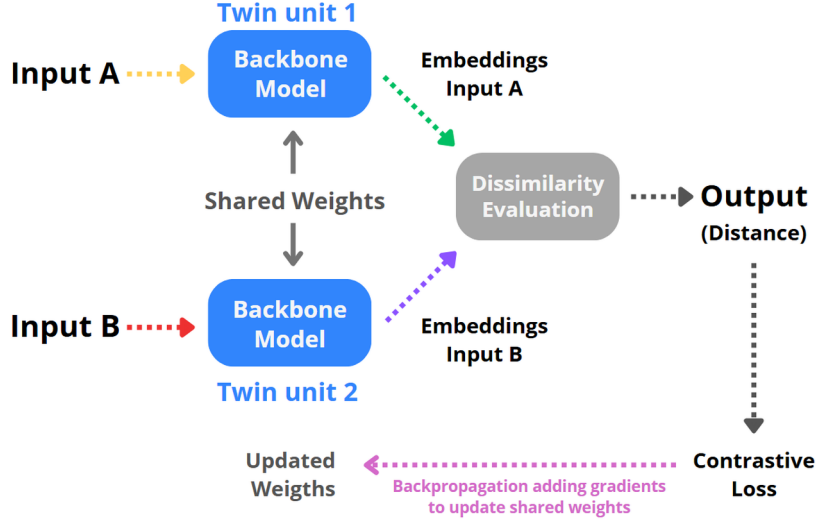 Twin unit 1
Input A
Backbone
Model
Embeddings
Input A
Shared Weights
Dissimilarity
Evaluation
Output
(Distance)
Input B
Backbone
Model
Embeddings
Input B
Twin unit 2
Updated
Weigths
Backpropagation adding gradients
to update shared weights
Contrastive
Loss